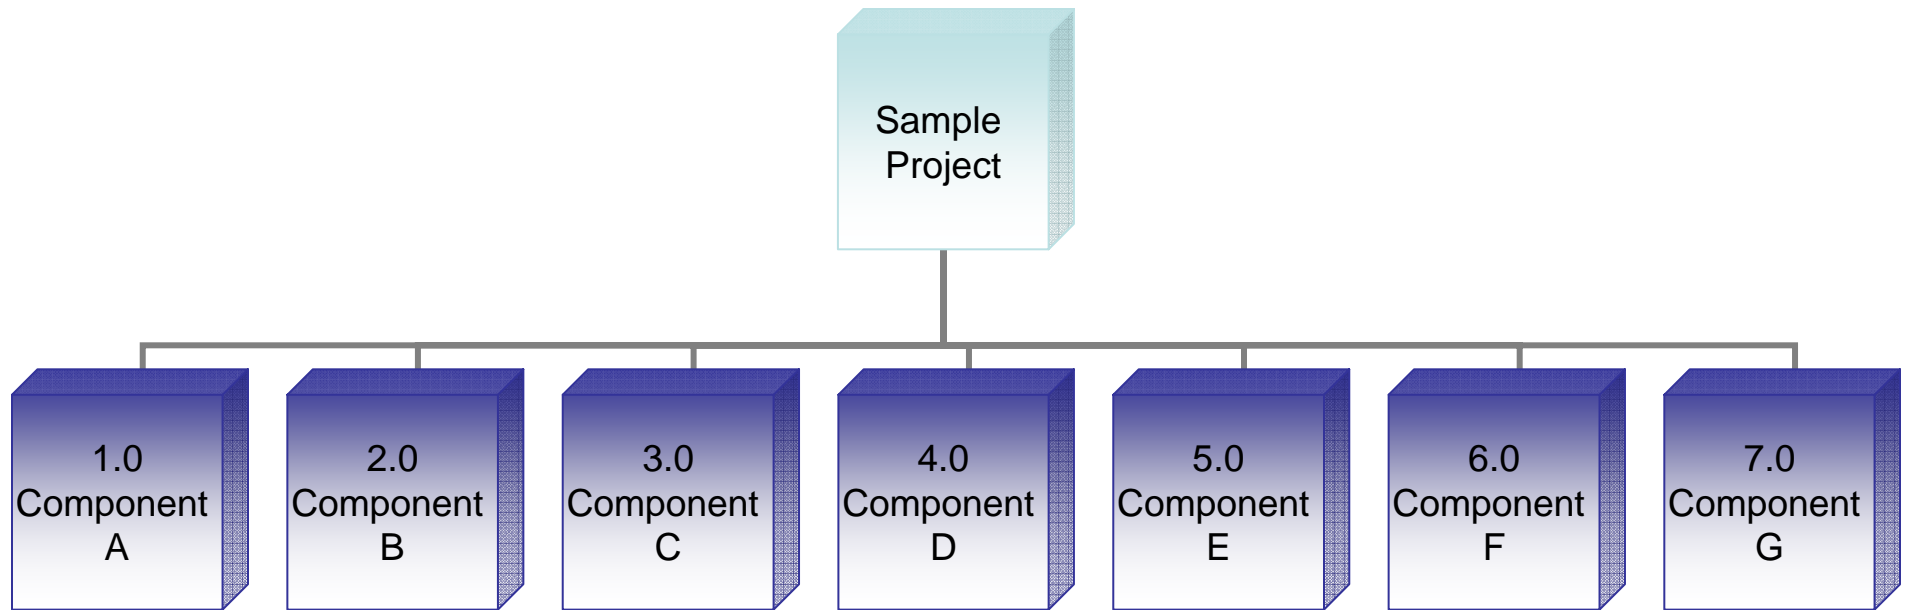 Sample
Project
1.0
Component
A
2.0
Component
B
3.0
Component
C
4.0
Component
D
5.0
Component
E
6.0
Component
F
7.0
Component
G